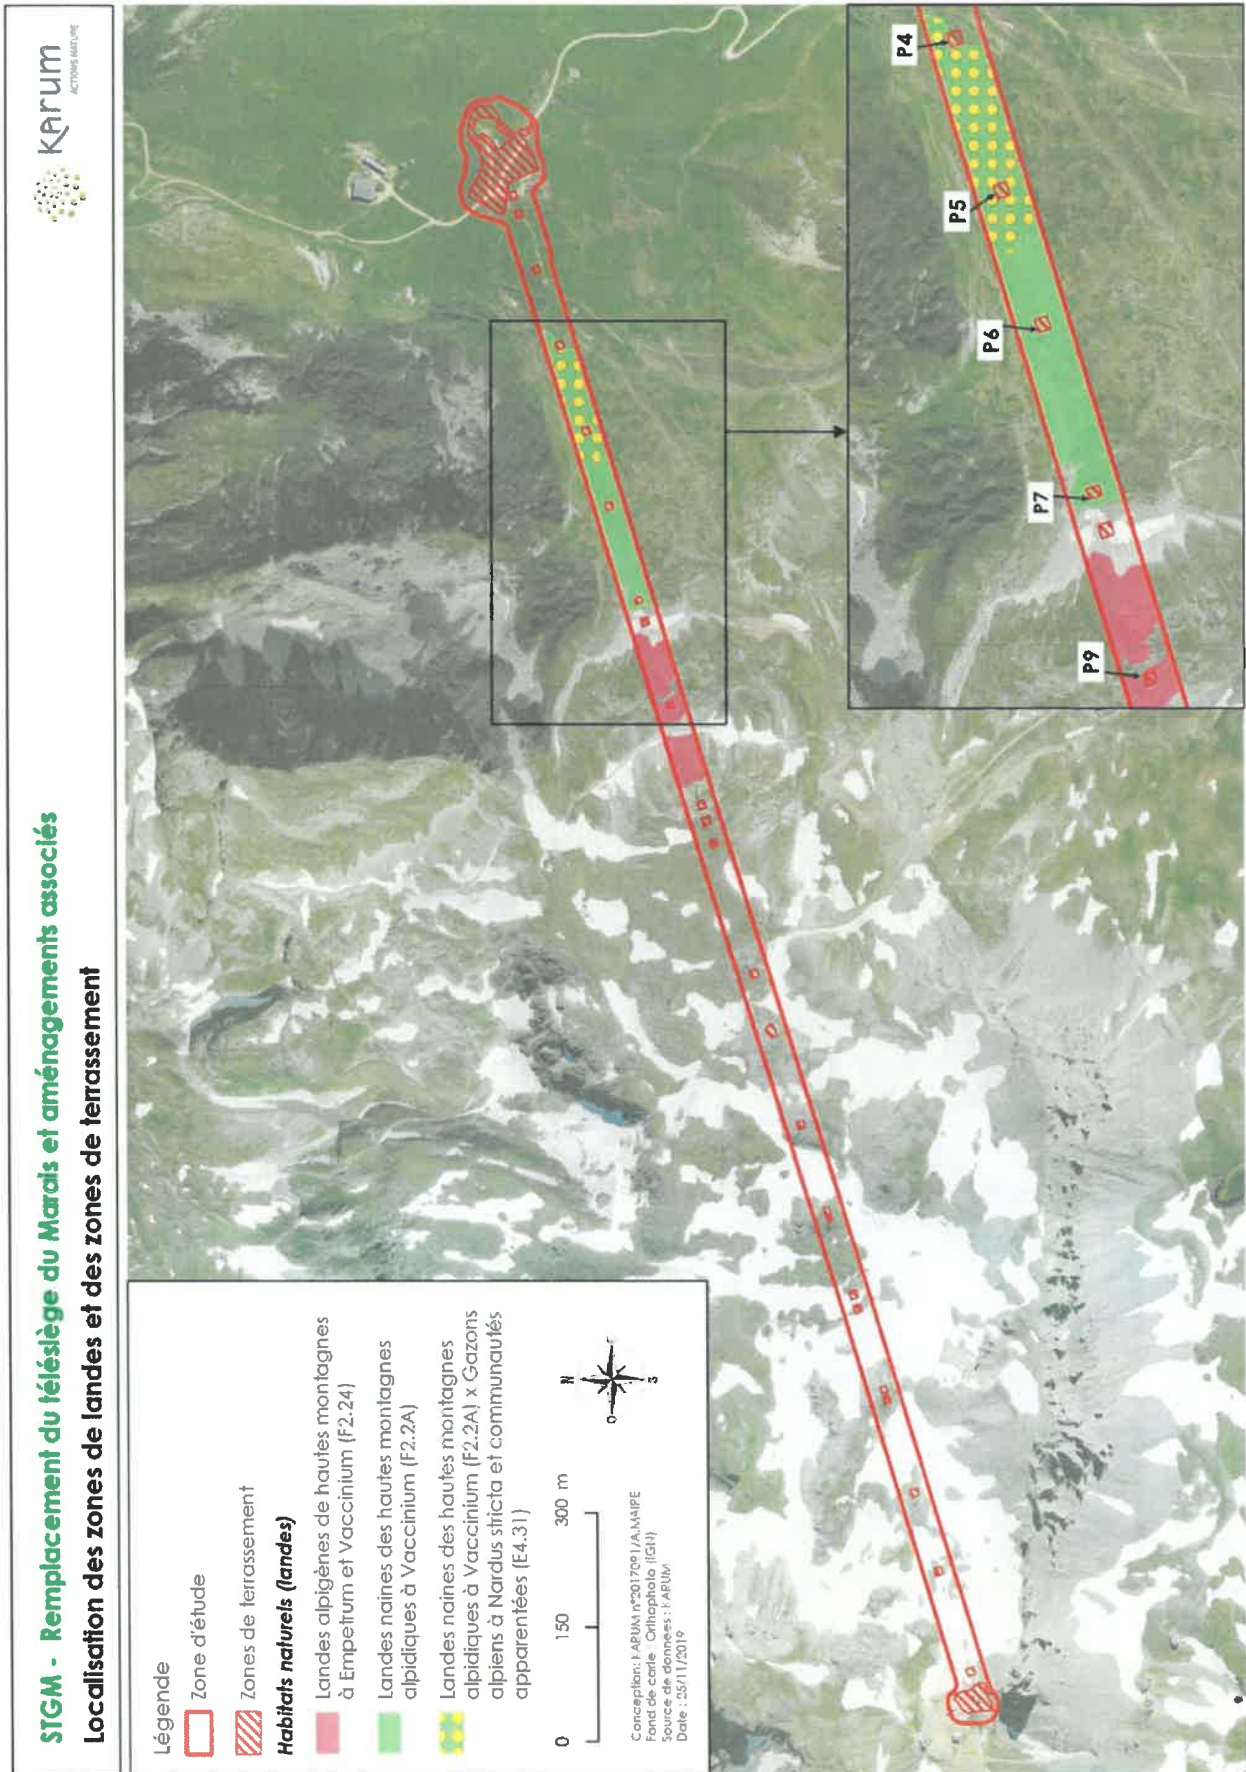 STGM - Remplacement du télésiège du Marais et aménagements associés
Localisation des zones de landes et des zones de terrassement
Karum
ACTIONS NATURE
Légende
Zone d'étude
Zones de terrassement
Habitats naturels (landes)
Landes alpigènes de hautes montagnes
à Empetrum et Vaccinium (F2.24)
Landes naines des hautes montagnes
alpidiques à Vaccinium (F2.2A)
Landes naines des hautes montagnes
alpidiques à Vaccinium (F2.2A) x Gazons
alpiens à Nardus stricta et communautés
apparentées (E4.31)
0 150 300 m
N
O
S
Conception: KARUM n°2017091/A.MAIPE
Fond de carte : Orthophoto (IGN)
Source de données : KARUM
Date : 25/11/2019
P9
P7
P6
P5
P4